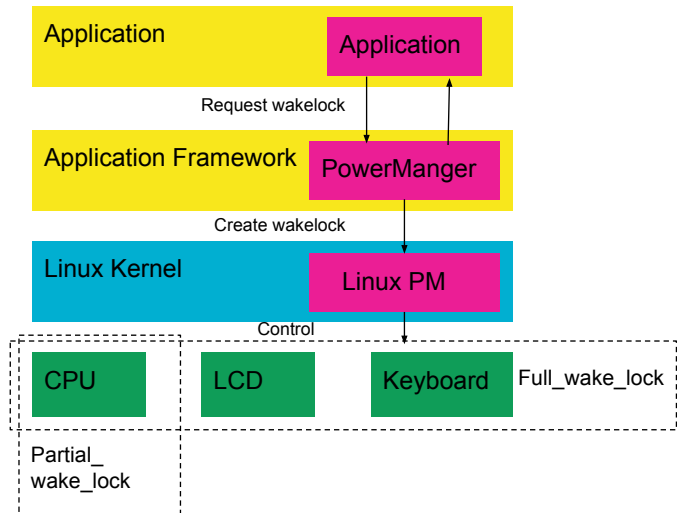 Application
Application
Request wakelock
Application Framework
PowerManger
Create wakelock
Linux Kernel
Linux PM
Control
CPU
LCD
Keyboard
Full_wake_lock
Partial_
wake_lock